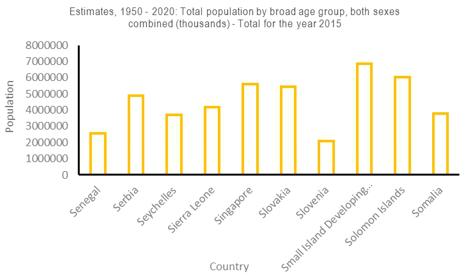 Estimates, 1950 - 2020: Total population by broad age group, both sexes
combined (thousands) - Total for the year 2015
8000000
7000000
6000000
5000000
4000000
3000000
2000000
1000000
0
Population
Senegal
Serbia
Seychelles
Sierra Leone
Singapore
Slovakia
Slovenia
Small Island Developing...
Solomon Islands
Somalia
Country